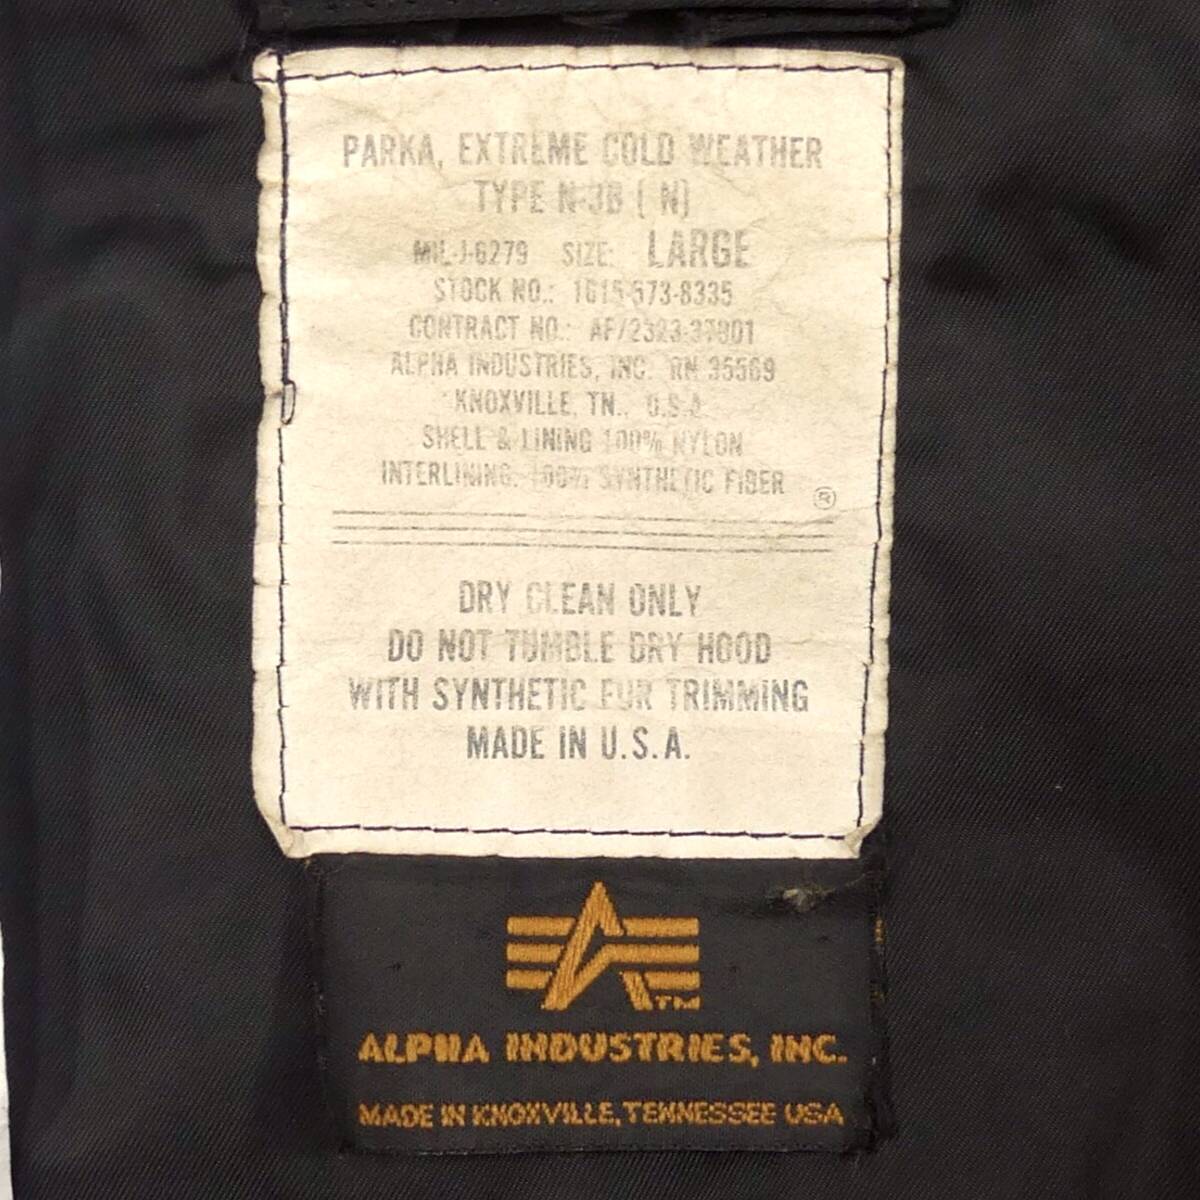 PARKA, EXTREME COLD WEATHER
TYPE N-3B ( N)
MIL-J-6279 SIZE: LARGE
STOCK NO.: 1615-573-8335
CONTRACT NO.: AF/2323-37901
ALPHA INDUSTRIES, INC. RN 35569
KNOXVILLE, TN., U.S.A
SHELL & LINING 100% NYLON
INTERLINING: 100% SYNTHETIC FIBER
®
DRY CLEAN ONLY
DO NOT TUMBLE DRY HOOD
WITH SYNTHETIC FUR TRIMMING
MADE IN U.S.A.
TM
ALPHA INDUSTRIES, INC.
MADE IN KNOXVILLE, TENNESSEE USA